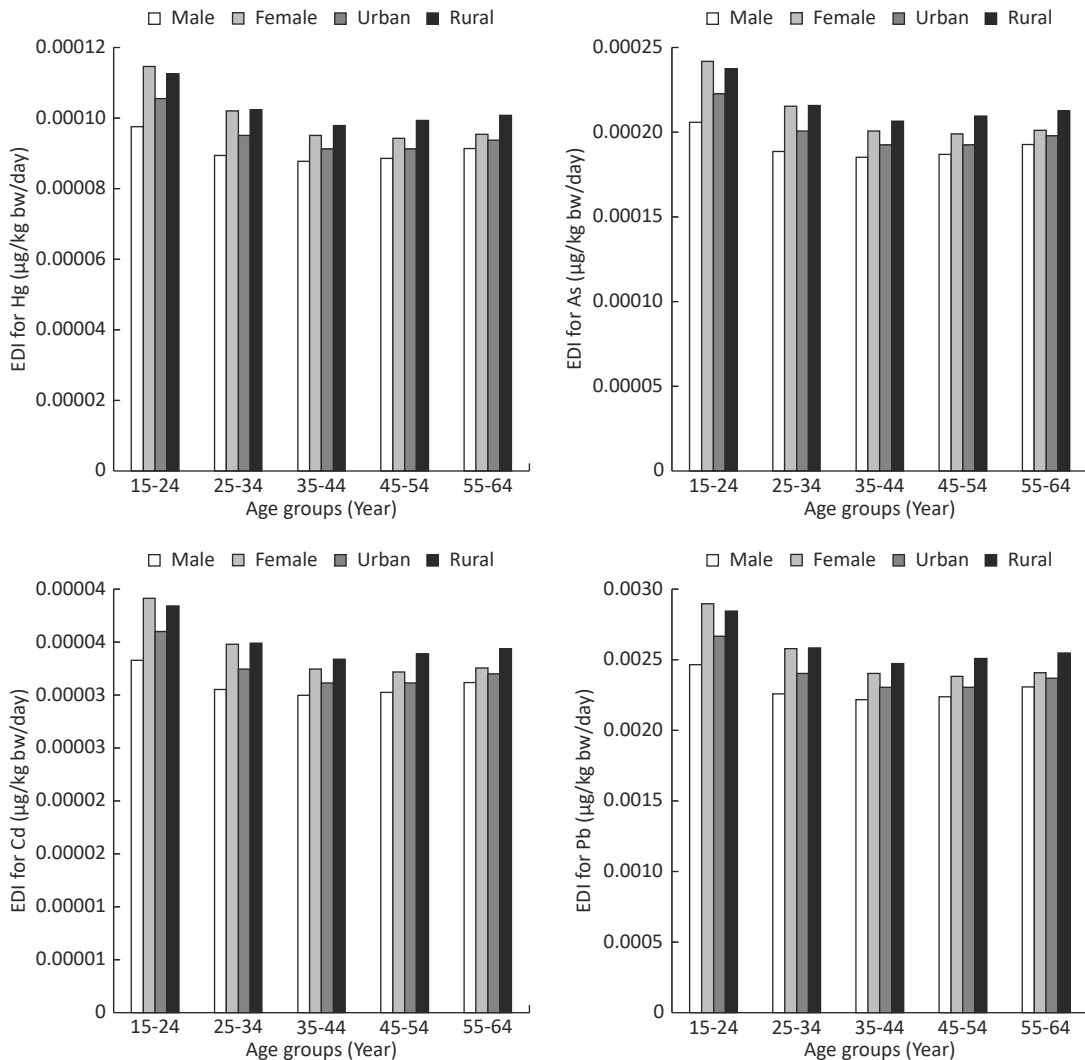 Male Female Urban Rural
0.00012
0.00010
0.00008
0.00006
0.00004
0.00002
0
EDI for Hg (μg/kg bw/day)
15-24 25-34 35-44 45-54 55-64
Age groups (Year)
Male Female Urban Rural
0.00025
0.00020
0.00015
0.00010
0.00005
0
EDI for As (μg/kg bw/day)
15-24 25-34 35-44 45-54 55-64
Age groups (Year)
Male Female Urban Rural
0.00004
0.00004
0.00003
0.00003
0.00002
0.00002
0.00001
0.00001
0
EDI for Cd (μg/kg bw/day)
15-24 25-34 35-44 45-54 55-64
Age groups (Year)
Male Female Urban Rural
0.0030
0.0025
0.0020
0.0015
0.0010
0.0005
0.000
EDI for Pb (μg/kg bw/day)
15-24 25-34 35-44 45-54 55-64
Age groups (Year)